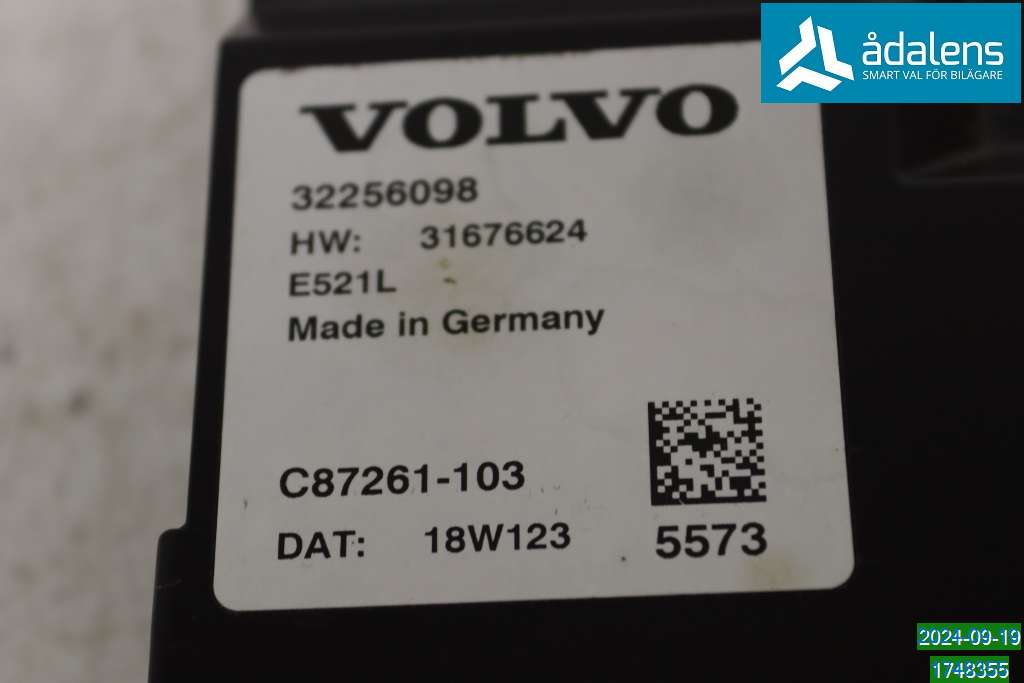 ådalens
SMART VAL FÖR BILÄGARE
VOLVO
32256098
HW: 31676624
E521L
Made in Germany
C87261-103
DAT: 18W123
5573
2024-09-19
1748355